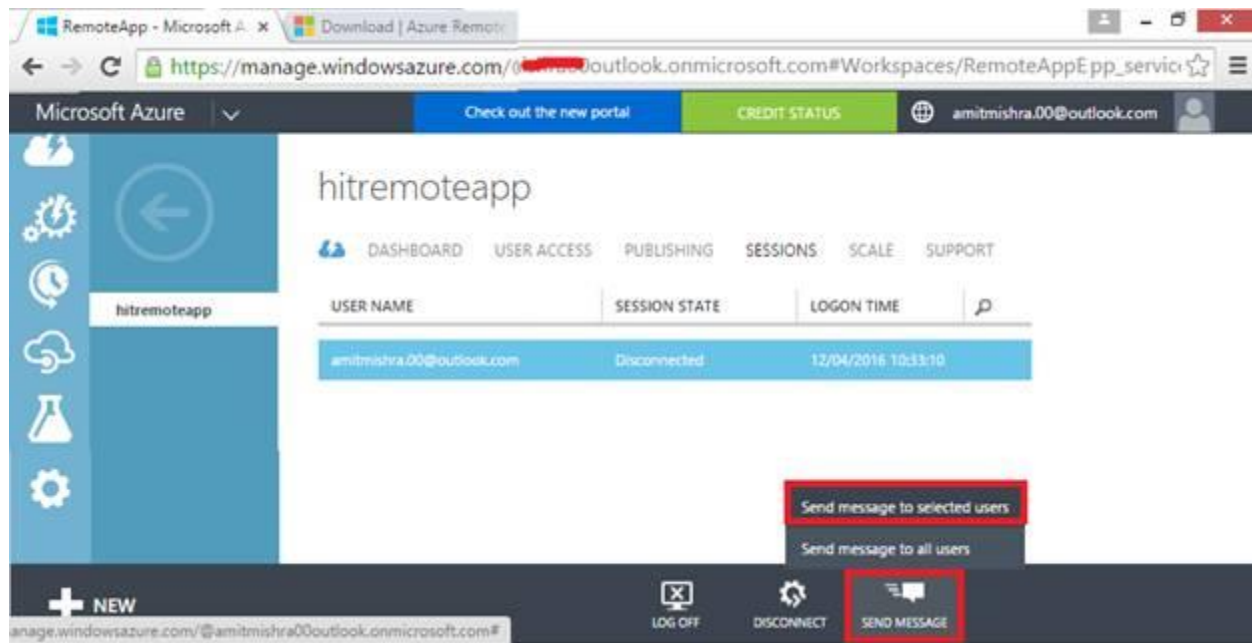 RemoteApp - Microsoft A
Download | Azure Remote
https://manage.windowsazure.com/ outlook.onmicrosoft.com#Workspaces/RemoteAppEpp_servic
Microsoft Azure
Check out the new portal
CREDIT STATUS
amitmishra.00@outlook.com
hitremoteapp
DASHBOARD USER ACCESS PUBLISHING SESSIONS SCALE SUPPORT
hitremoteapp
USER NAME SESSION STATE LOGON TIME
amitmishra.00@outlook.com Disconnected 12/04/2016 10:33:10
Send message to selected users
Send message to all users
NEW
LOG OFF
DISCONNECT
SEND MESSAGE
anage.windowsazure.com/@amitmishra00outlook.onmicrosoft.com#